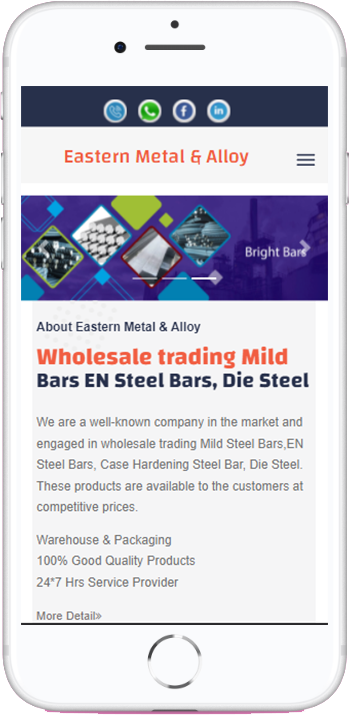 Eastern Metal & Alloy
Bright Bars
About Eastern Metal & Alloy
Wholesale trading Mild
Bars EN Steel Bars, Die Steel
We are a well-known company in the market and
engaged in wholesale trading Mild Steel Bars,EN
Steel Bars, Case Hardening Steel Bar, Die Steel.
These products are available to the customers at
competitive prices.
Warehouse & Packaging
100% Good Quality Products
24*7 Hrs Service Provider
More Detail»